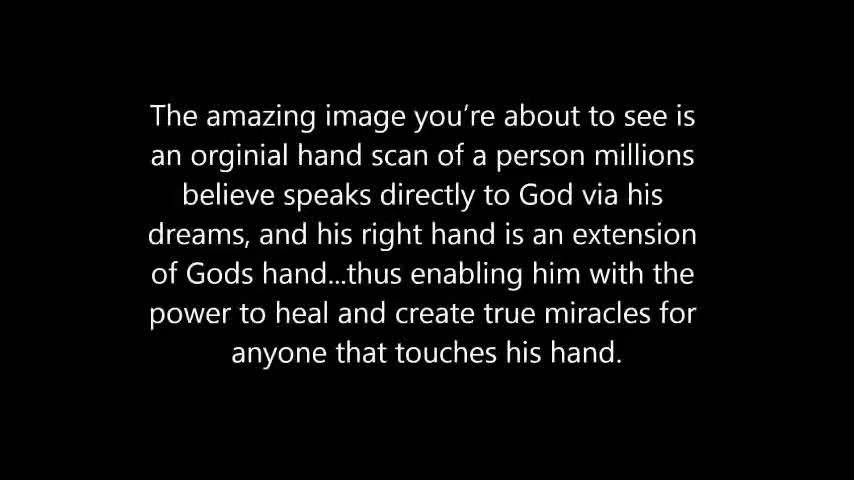 The amazing image you’re about to see is
an orginial hand scan of a person millions
believe speaks directly to God via his
dreams, and his right hand is an extension
of Gods hand...thus enabling him with the
power to heal and create true miracles for
anyone that touches his hand.